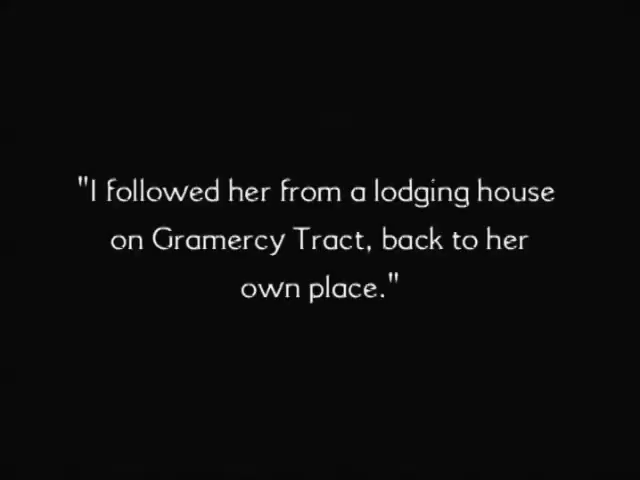 "I followed her from a lodging house
on Gramercy Tract, back to her
own place."